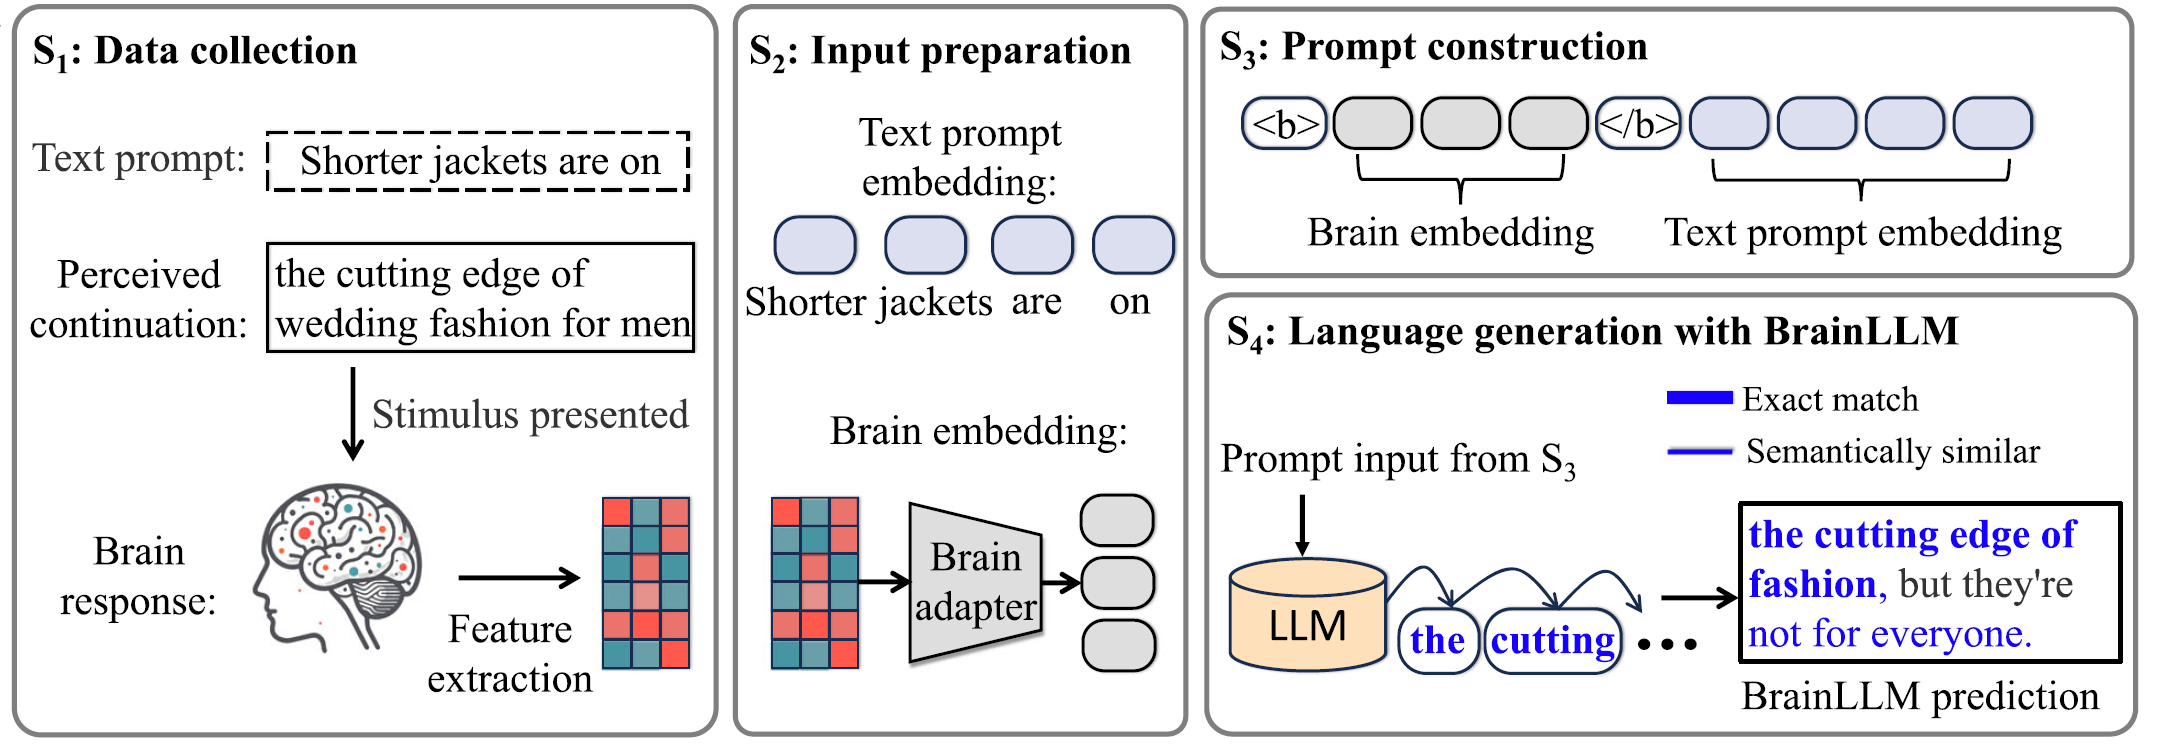 S1: Data collection
Text prompt:
Shorter jackets are on
Perceived
continuation:
the cutting edge of
wedding fashion for men
Stimulus presented
Brain
response:
Feature
extraction
S2: Input preparation
Text prompt
embedding:
Shorter jackets are on
Brain embedding:
Brain
adapter
S3: Prompt construction
<b>
</b>
Brain embedding
Text prompt embedding
S4: Language generation with BrainLLM
Exact match
Semantically similar
Prompt input from S3
LLM
the cutting ...
the cutting edge of
fashion, but they're
not for everyone.
BrainLLM prediction